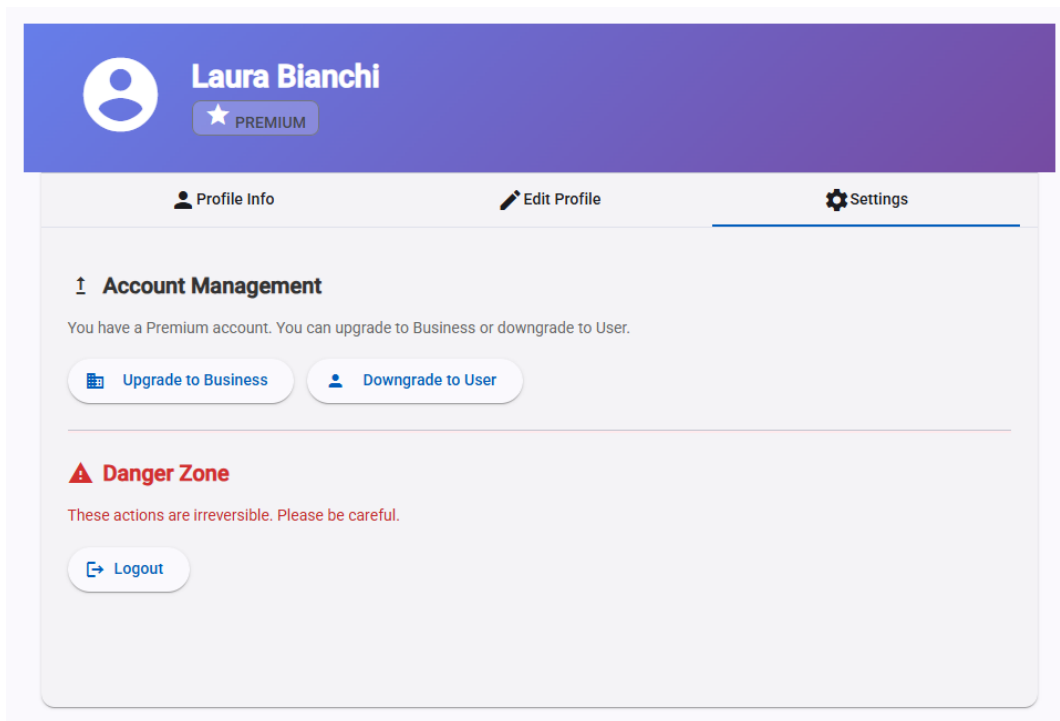 Laura Bianchi
PREMIUM
Profile Info Edit Profile Settings
Account Management
You have a Premium account. You can upgrade to Business or downgrade to User.
Upgrade to Business Downgrade to User
Danger Zone
These actions are irreversible. Please be careful.
Logout